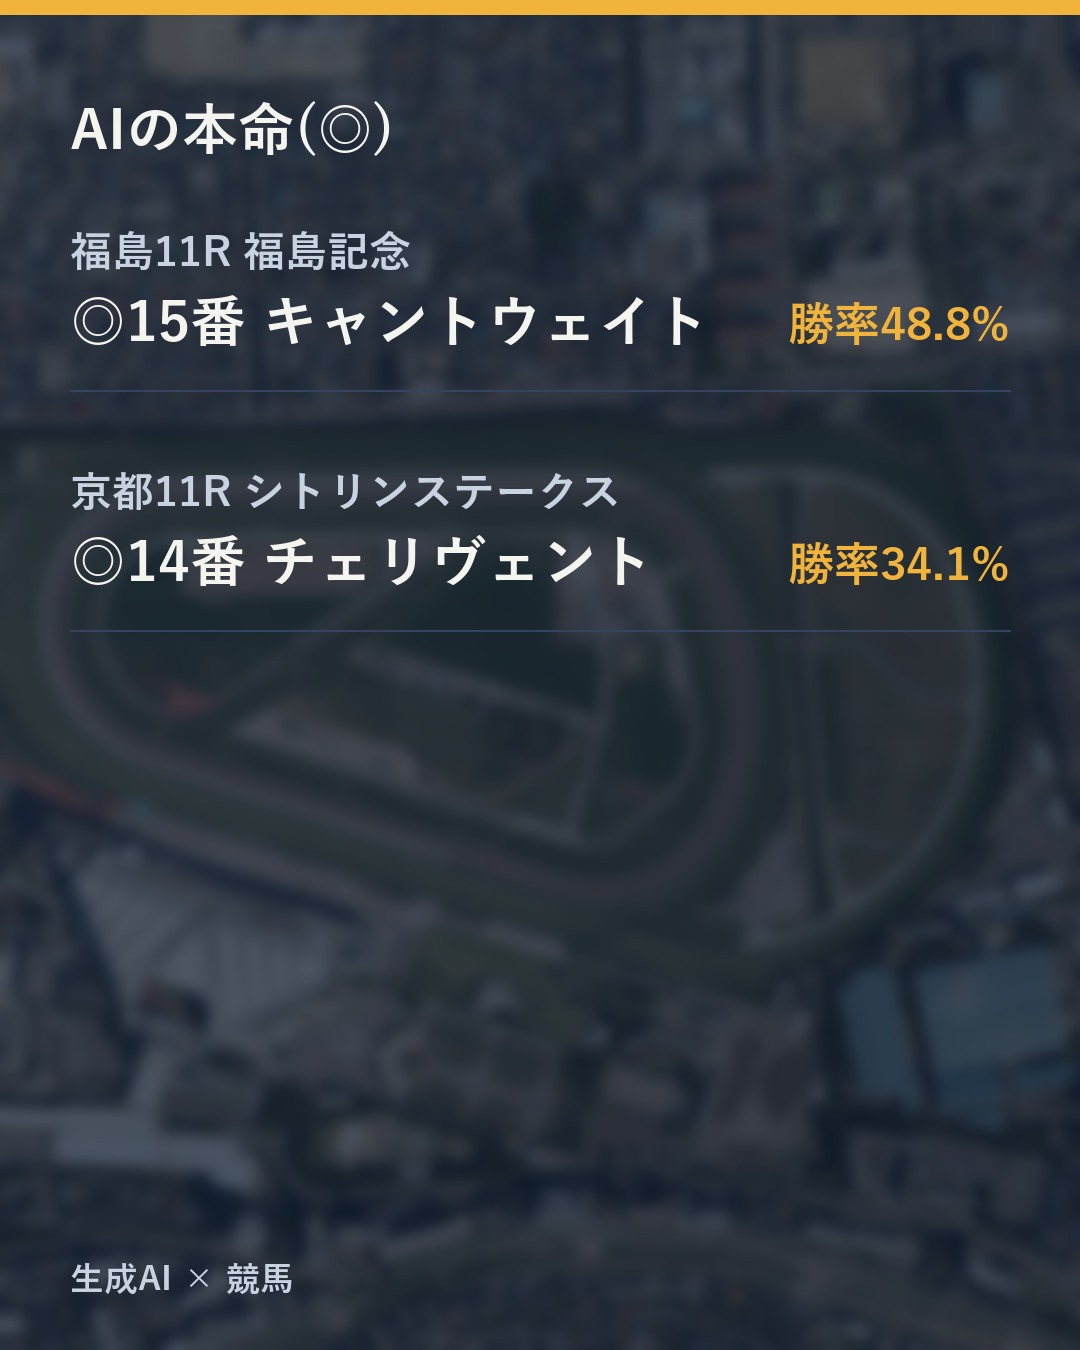 AIの本命(◎)
福島11R 福島記念
◎15番 キャントウェイト 勝率48.8%
京都11R シトリンステークス
◎14番 チェリヴェント 勝率34.1%
生成AI × 競馬